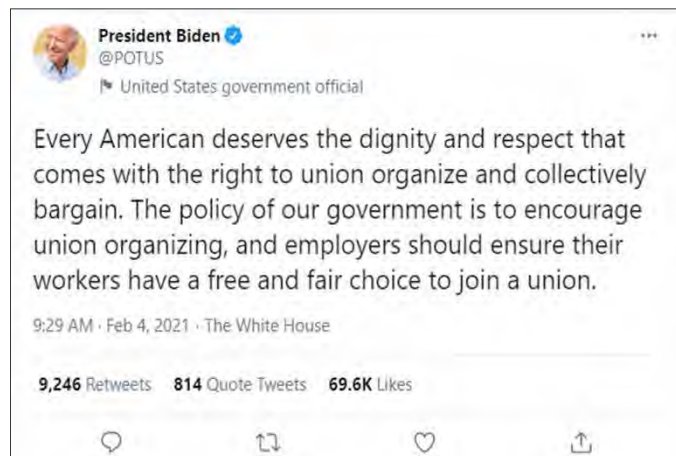 President Biden
@POTUS
United States government official
Every American deserves the dignity and respect that
comes with the right to union organize and collectively
bargain. The policy of our government is to encourage
union organizing, and employers should ensure their
workers have a free and fair choice to join a union.
9:29 AM · Feb 4, 2021 · The White House
9,246 Retweets 814 Quote Tweets 69.6K Likes